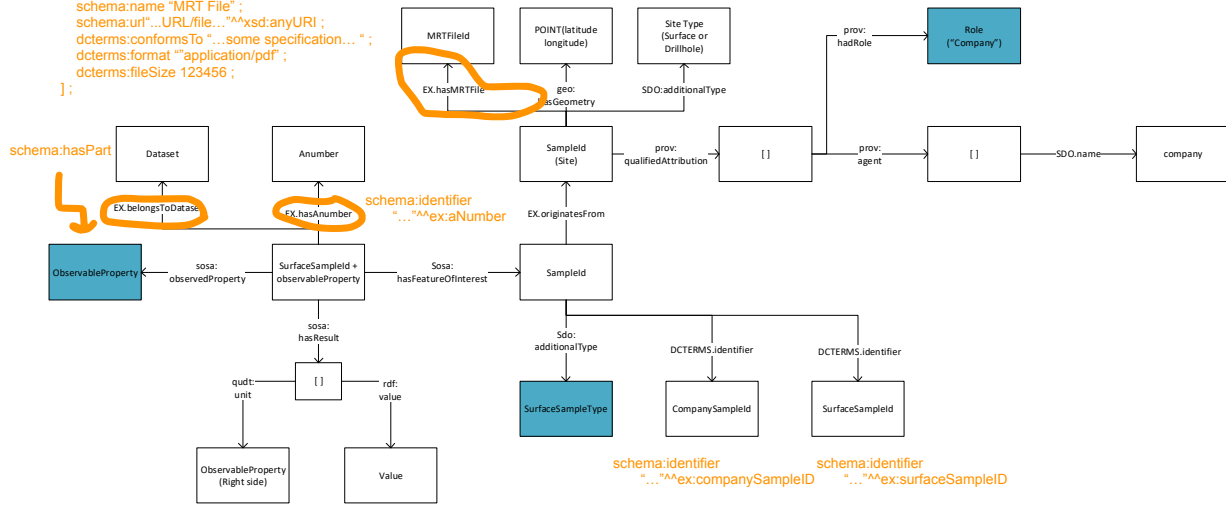 schema:name “MRT File” ;
schema:url“...URL/file…”^^xsd:anyURI ;
dcterms:conformsTo “…some specification… “ ;
dcterms:format “”application/pdf” ;
dcterms:fileSize 123456 ;
] ;
MRTFileId
POINT(latitude
longitude)
Site Type
(Surface or
Drillhole)
prov:
hadRole
Role
(“Company”)
EX.hasMRTFile
geo:
hasGeometry
SDO:additionalType
schema:hasPart
Dataset
Anumber
SampleId
(Site)
prov:
qualifiedAttribution
[ ]
prov:
agent
[ ]
SDO.name
company
EX.belongsToDatase
EX.hasAnumber
schema:identifier
“…”^^ex:aNumber
EX.originatesFrom
ObservableProperty
sosa:
observedProperty
SurfaceSampleId +
observableProperty
Sosa:
hasFeatureOfInterest
SampleId
sosa:
hasResult
Sdo:
additionalType
DCTERMS.identifier
DCTERMS.identifier
qudt:
unit
[ ]
rdf:
value
SurfaceSampleType
CompanySampleId
SurfaceSampleId
ObservableProperty
(Right side)
Value
schema:identifier
“…”^^ex:companySampleID
schema:identifier
“…”^^ex:surfaceSampleID